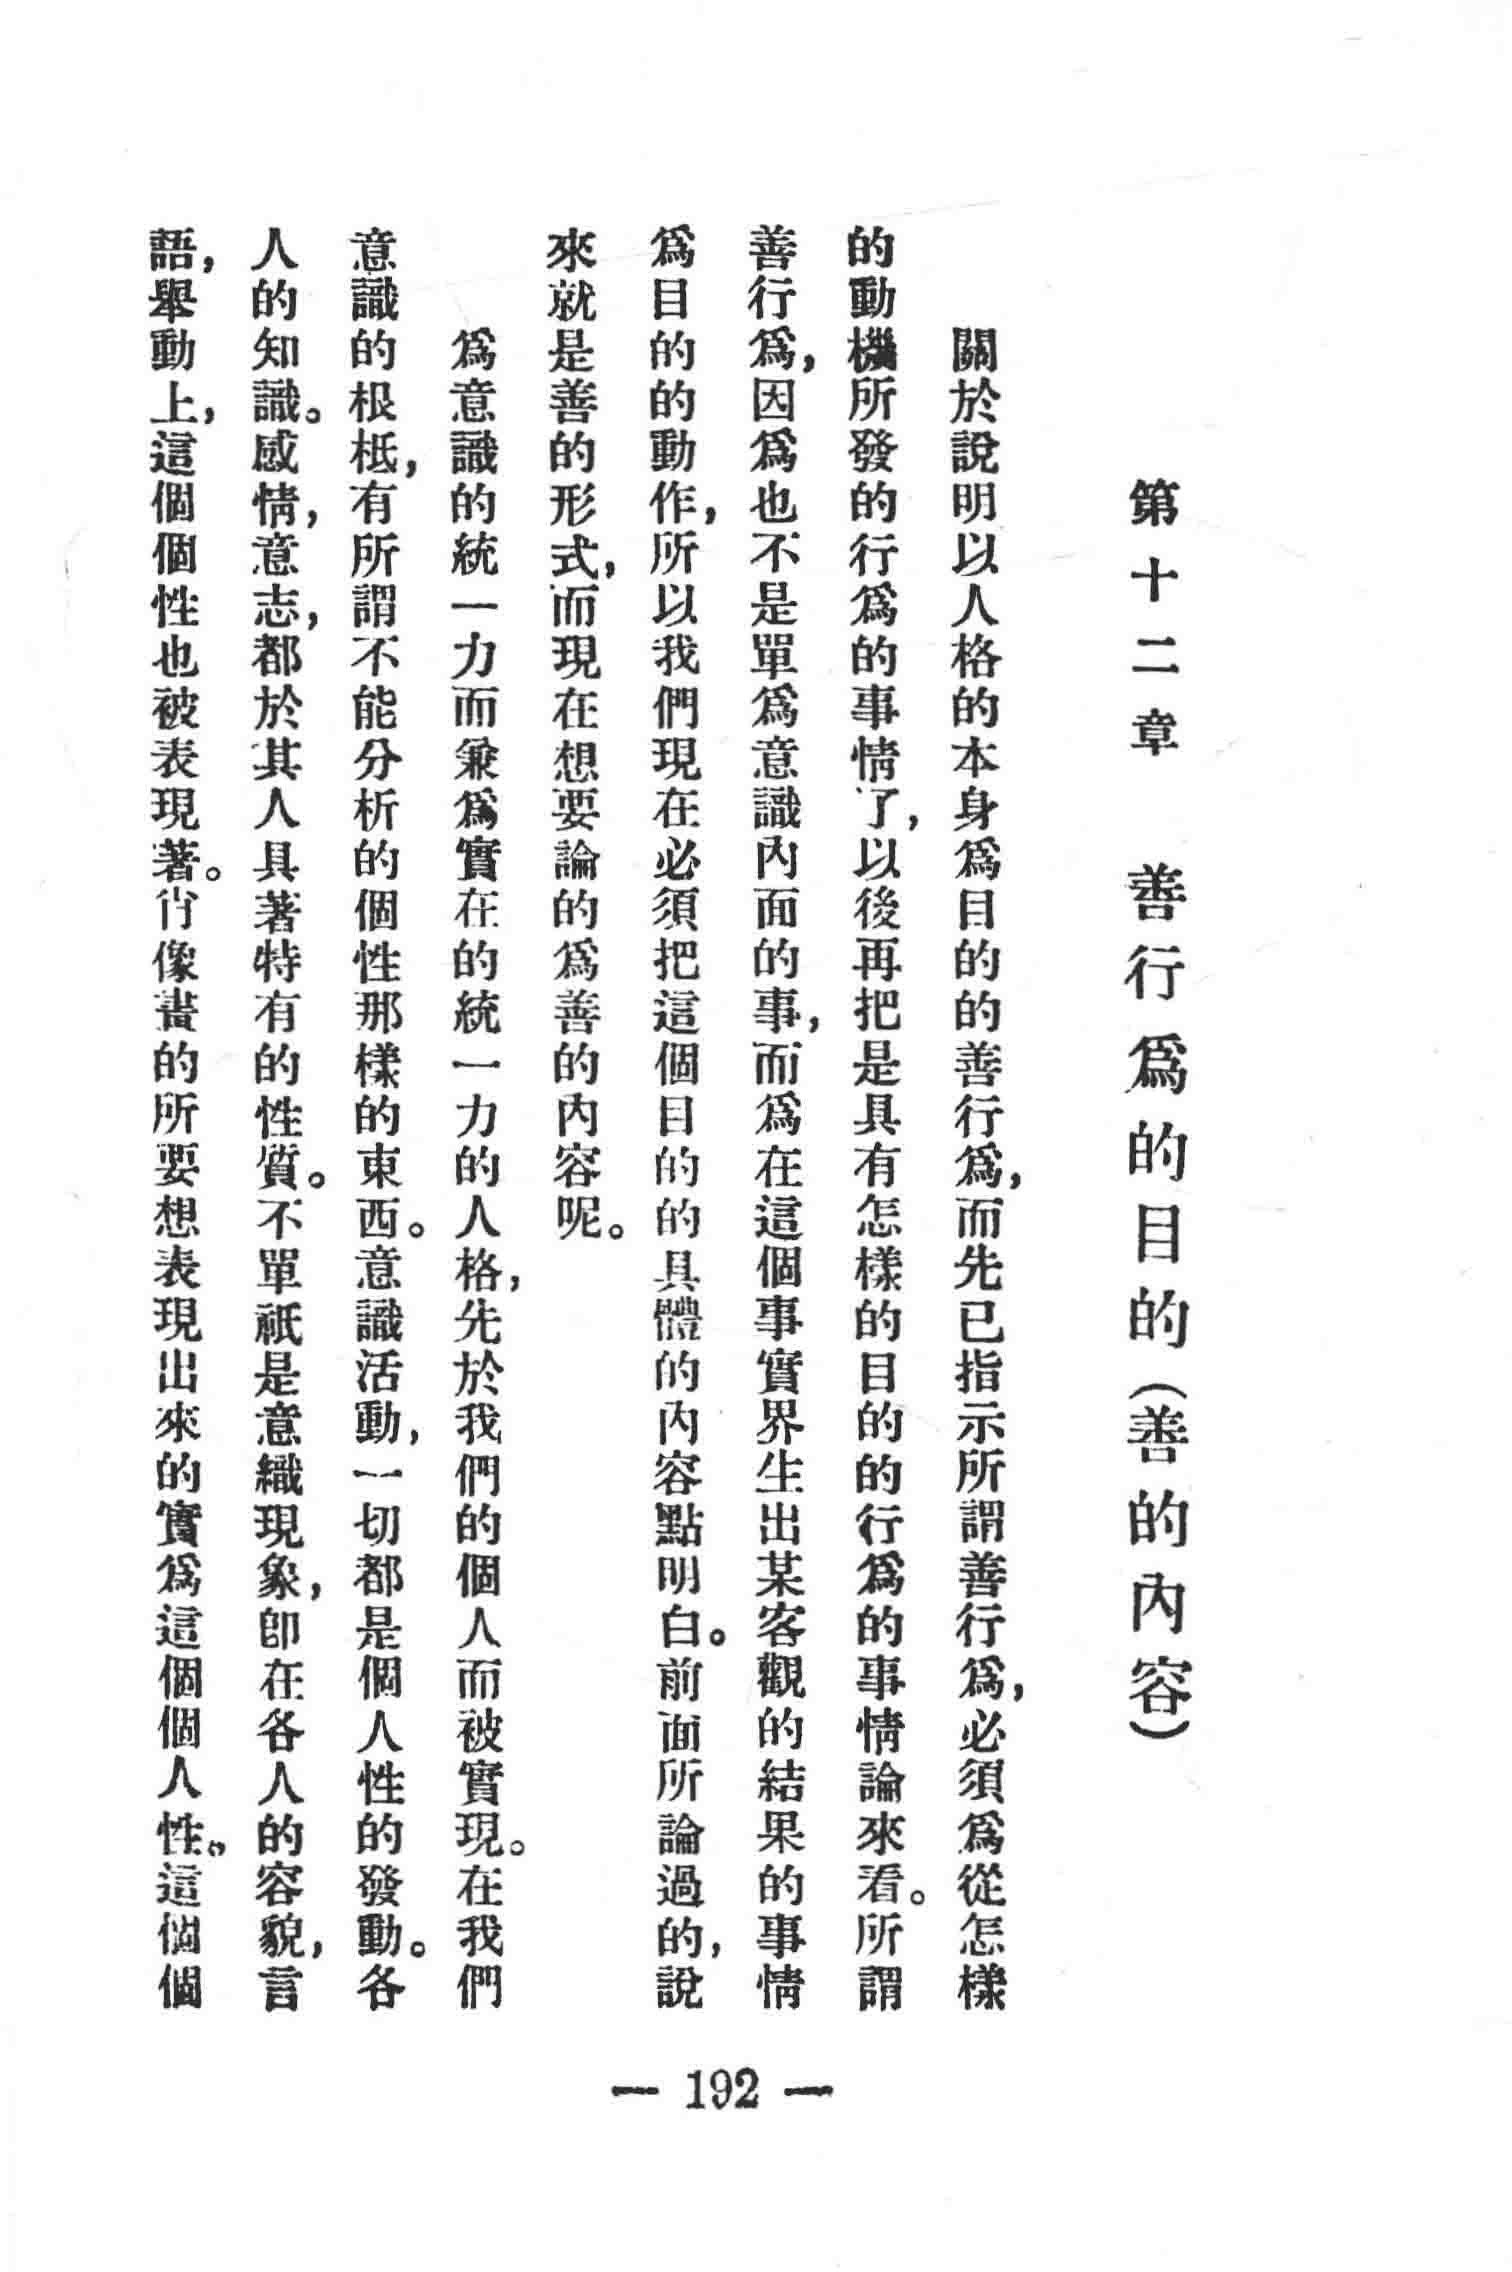 第十二章　善行爲的目的（善的內容）
關於說明以人格的本身爲目的的善行爲，而先已指示所謂善行爲，必須爲從怎樣
的動機所發的行爲的事情了，以後再把是具有怎樣的目的的行爲的事情論來看。所謂
善行爲，因爲也不是單爲意識內面的事，而爲在這個事實界生出某客觀的結果的事情
爲目的的動作，所以我們現在必須把這個目的的具體的內容點明白。前面所論過的，說
來就是善的形式，而現在想要論的爲善的內容呢。
爲意識的統一力而兼爲實在的統一力的人格，先於我們的個人而被實現。在我們
意識的根柢，有所謂不能分析的個性那樣的東西。意識活動，一切都是個人性的發動。各
人的知識。感情，意志，都於其人具著特有的性質。不單祇是意織現象，卽在各人的容貌，言
語，舉動上，這個個性也被表現著。肖像畫的所要想表現出來的實爲這個個人性。這個個
— 192 —